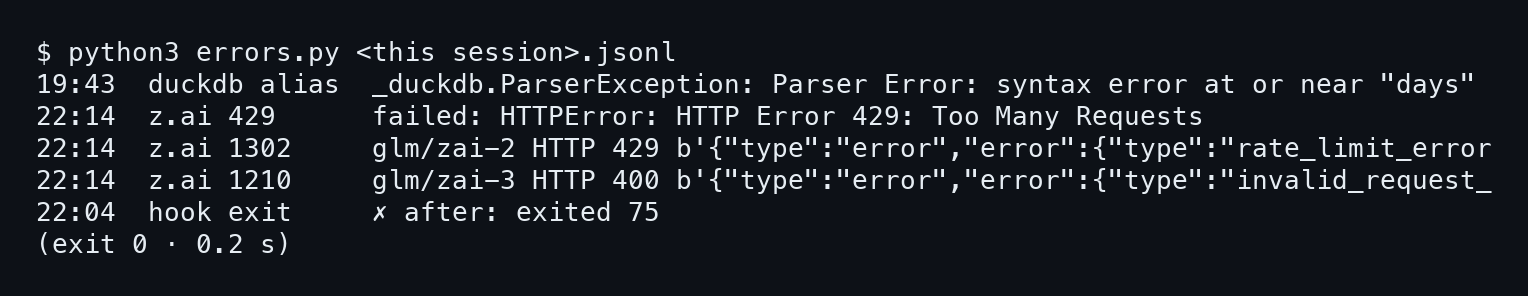 $ python3 errors.py <this session>.jsonl
19:43  duckdb alias  _duckdb.ParserException: Parser Error: syntax error at or near "days"
22:14  z.ai 429      failed: HTTPError: HTTP Error 429: Too Many Requests
22:14  z.ai 1302     glm/zai−2 HTTP 429 b'{"type":"error","error":{"type":"rate_limit_error
22:14  z.ai 1210     glm/zai−3 HTTP 400 b'{"type":"error","error":{"type":"invalid_request_
22:04  hook exit     ✗ after: exited 75
(exit 0 · 0.2 s)